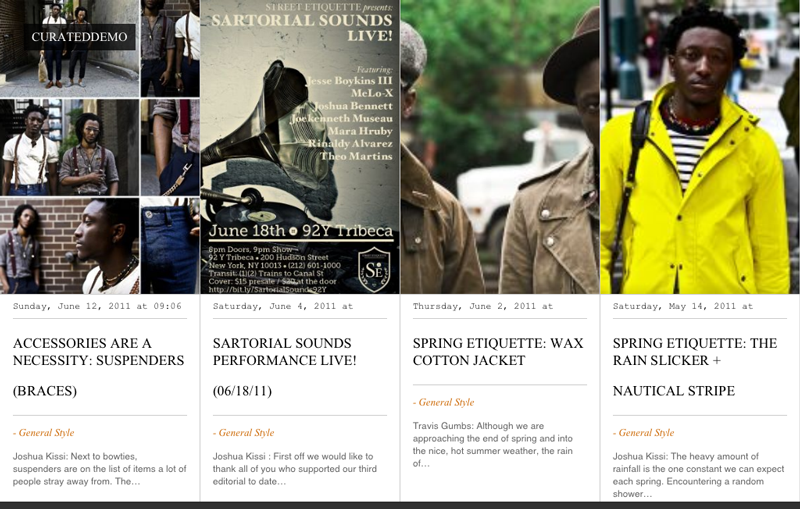 CURATEDDEMO
Sunday, June 12, 2011 at 09:06
ACCESSORIES ARE A
NECESSITY: SUSPENDERS
(BRACES)
- General Style
Joshua Kissi: Next to bowties,
suspenders are on the list of items a lot of
people stray away from. The…
STREET ETIQUETTE presents:
SARTORIAL SOUNDS
LIVE!
Featuring:
Jesse Boykins III
MeLo-X
Joshua Bennett
Jockenneth Museau
Mara Hruby
Rinaldy Alvarez
Theo Martins
June 18th 92Y Tribeca
8pm Doors, 9pm Show
92 Y Tribeca • 200 Hudson Street
New York, NY 10013 • (212) 601-1000
Transit: (1)(2) Trains to Canal St
Cover: $15 presale / $20 at the door
http://bit.ly/SartorialSounds92Y
SE
Saturday, June 4, 2011 at
SARTORIAL SOUNDS
PERFORMANCE LIVE!
(06/18/11)
- General Style
Joshua Kissi : First off we would like to
thank all of you who supported our third
editorial to date…
Thursday, June 2, 2011 at
SPRING ETIQUETTE: WAX
COTTON JACKET
- General Style
Travis Gumbs: Although we are
approaching the end of spring and into
the nice, hot summer weather, the rain
of…
Saturday, May 14, 2011 at
SPRING ETIQUETTE: THE
RAIN SLICKER +
NAUTICAL STRIPE
- General Style
Joshua Kissi: The heavy amount of
rainfall is the one constant we can expect
each spring. Encountering a random
shower…